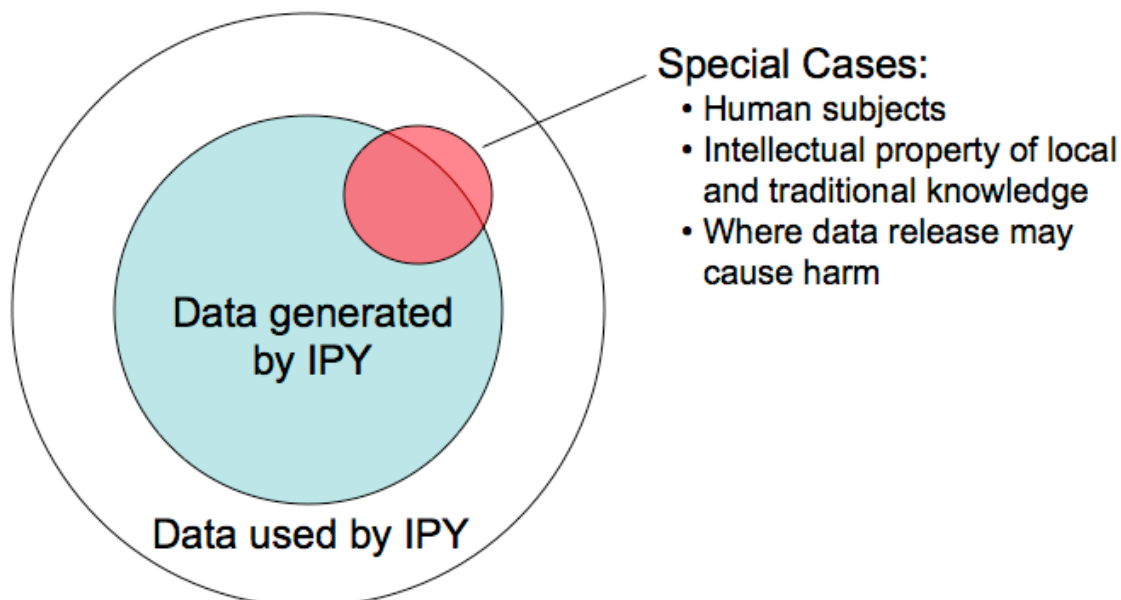 Special Cases:
• Human subjects
• Intellectual property of local
and traditional knowledge
• Where data release may
cause harm
Data generated
by IPY
Data used by IPY